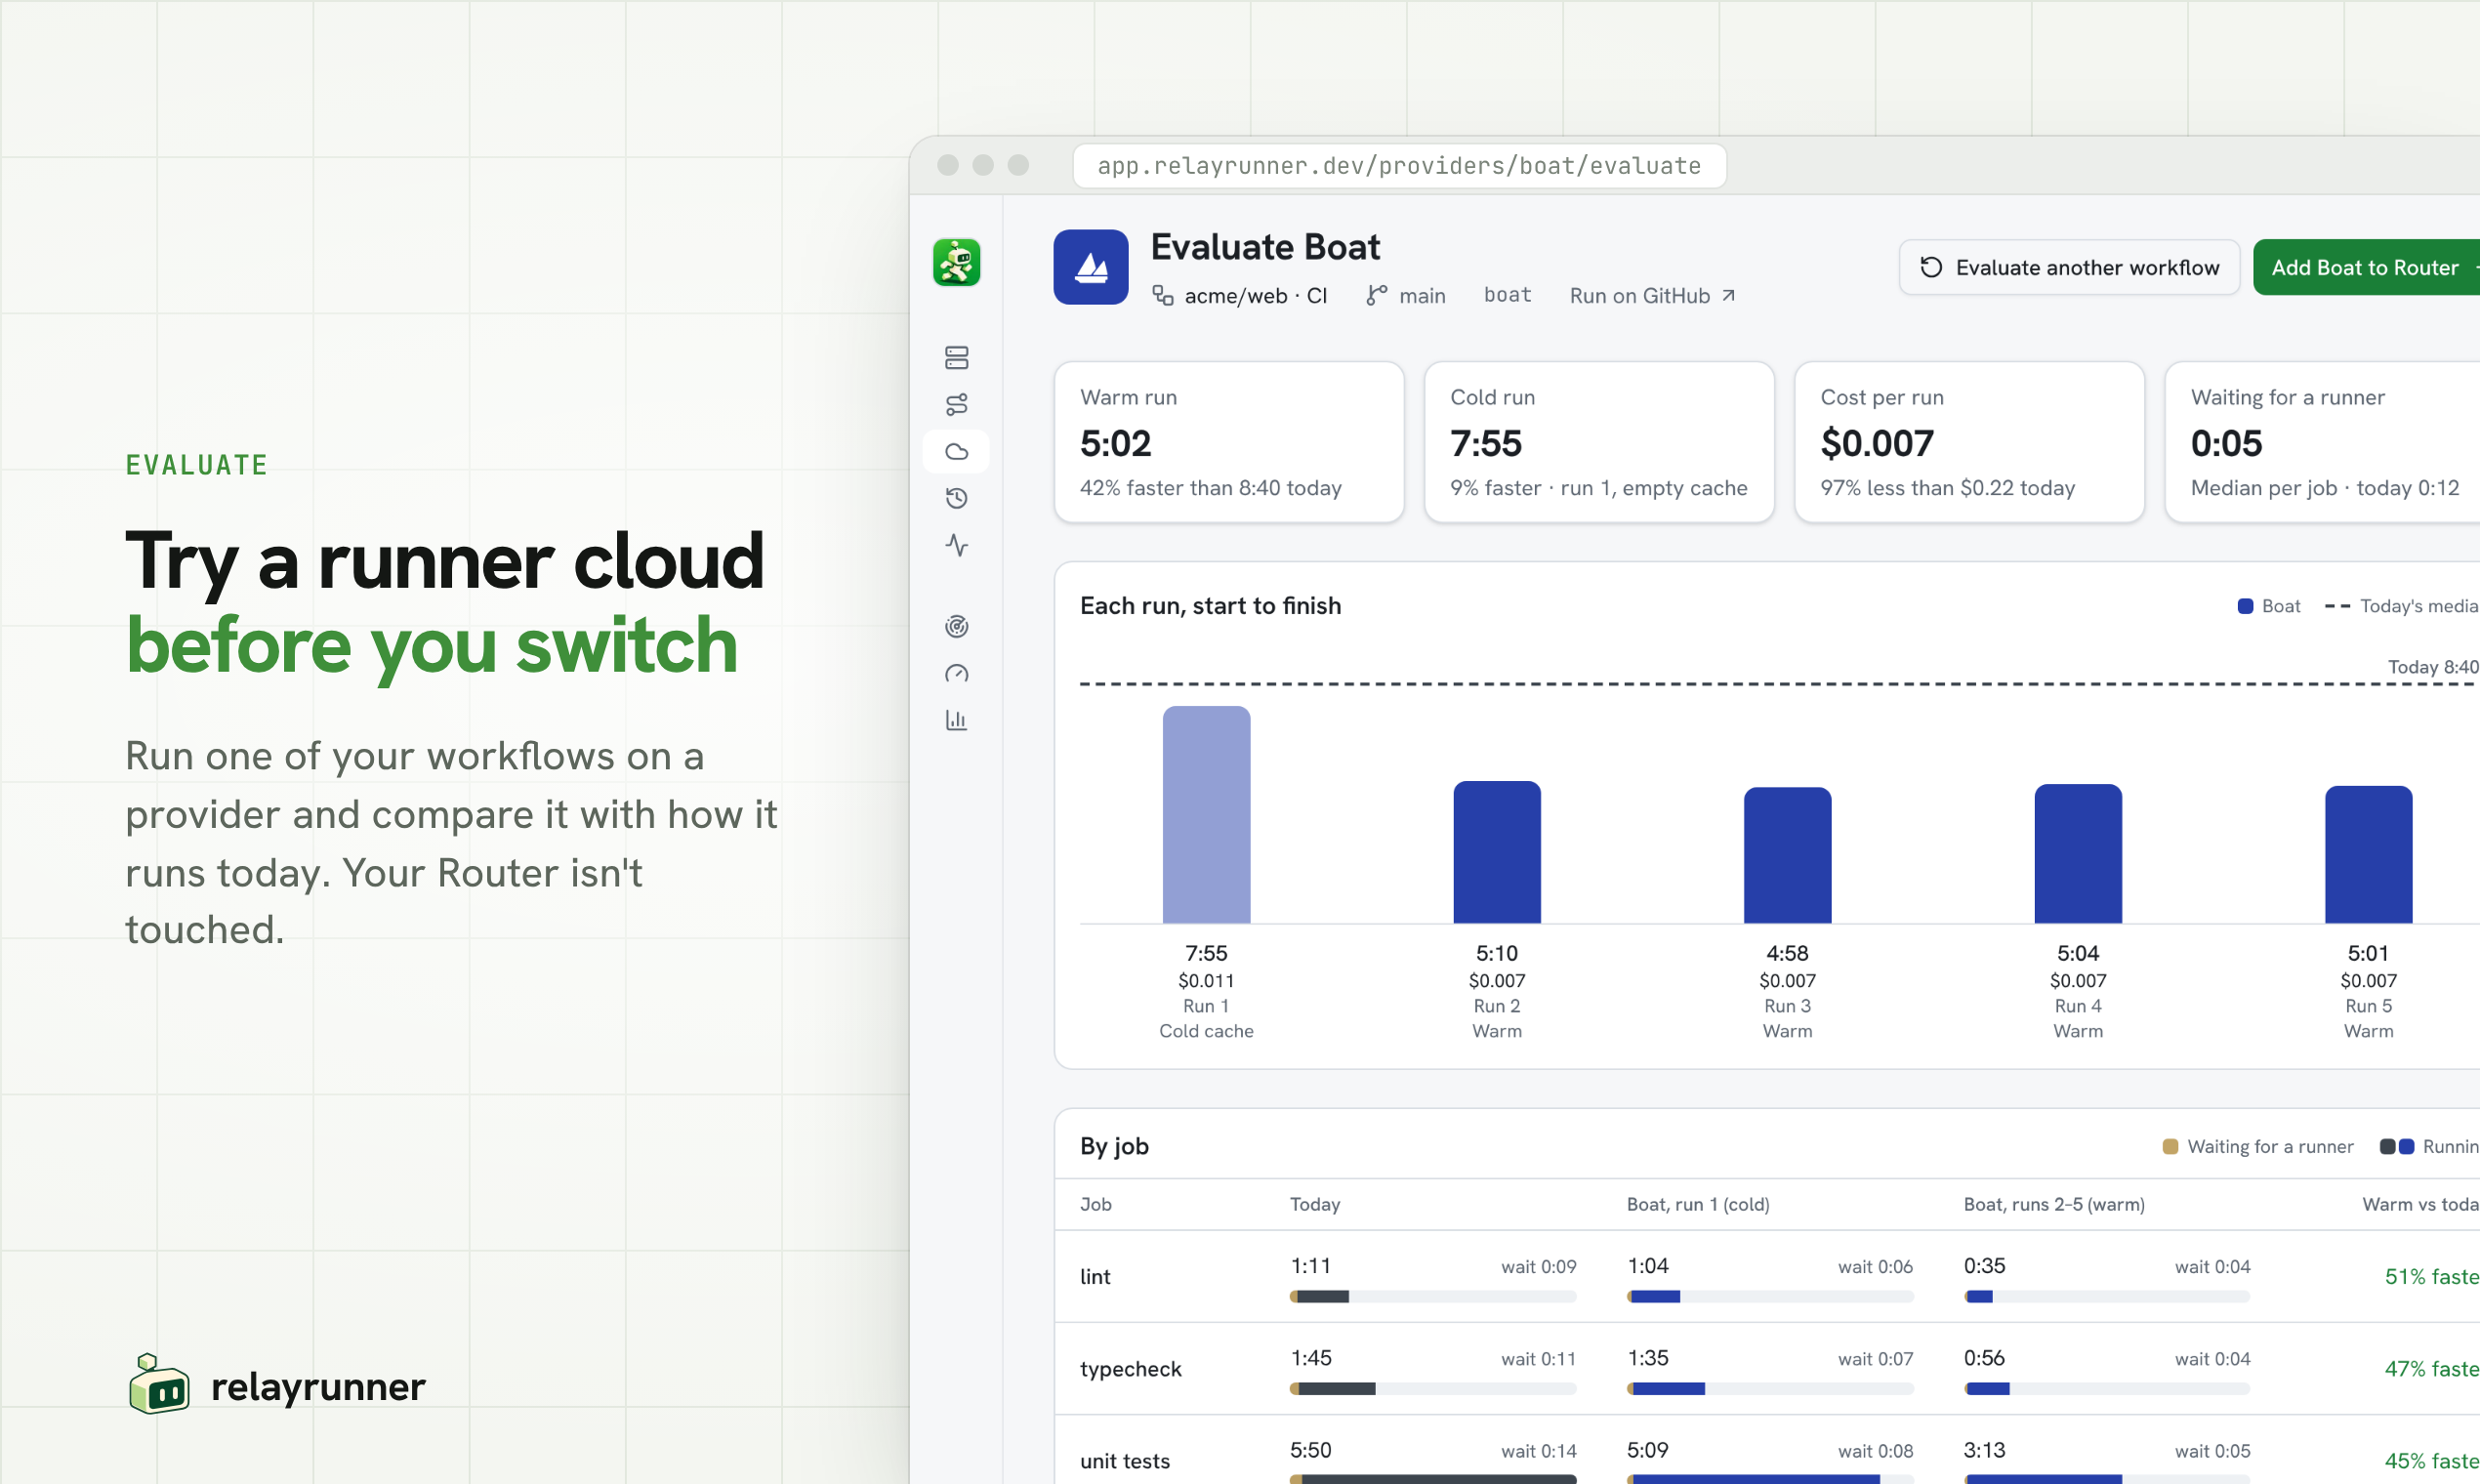 EVALUATE
Try a runner cloud
before you switch
Run one of your workflows on a
provider and compare it with how it
runs today. Your Router isn't
touched.
relayrunner
app.relayrunner.dev/providers/boat/evaluate
Evaluate Boat
acme/web · CI main boat Run on GitHub
Evaluate another workflow
Add Boat to Router
Warm run
5:02
42% faster than 8:40 today
Cold run
7:55
9% faster · run 1, empty cache
Cost per run
$0.007
97% less than $0.22 today
Waiting for a runner
0:05
Median per job · today 0:12
Each run, start to finish
Boat Today's media
Today 8:40
7:55 5:10 4:58 5:04 5:01
$0.011 $0.007 $0.007 $0.007 $0.007
Run 1 Run 2 Run 3 Run 4 Run 5
Cold cache Warm Warm Warm Warm
By job
Waiting for a runner Runnin
Job Today Boat, run 1 (cold) Boat, runs 2–5 (warm) Warm vs toda
lint 1:11 wait 0:09 1:04 wait 0:06 0:35 wait 0:04 51% faste
typecheck 1:45 wait 0:11 1:35 wait 0:07 0:56 wait 0:04 47% faste
unit tests 5:50 wait 0:14 5:09 wait 0:08 3:13 wait 0:05 45% faste